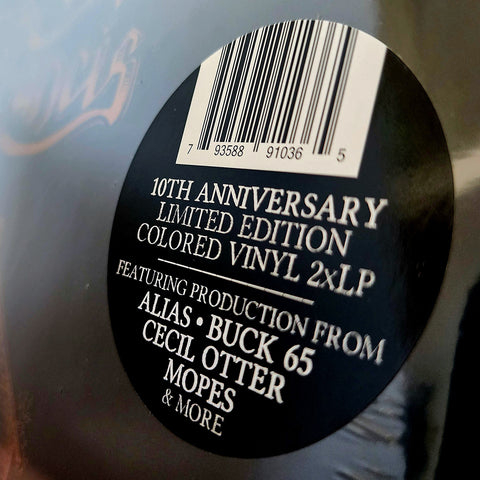 7 93588 91036 5
10TH ANNIVERSARY
LIMITED EDITION
COLORED VINYL 2xLP
FEATURING PRODUCTION FROM
ALIAS • BUCK 65
CECIL OTTER
MOPES
& MORE